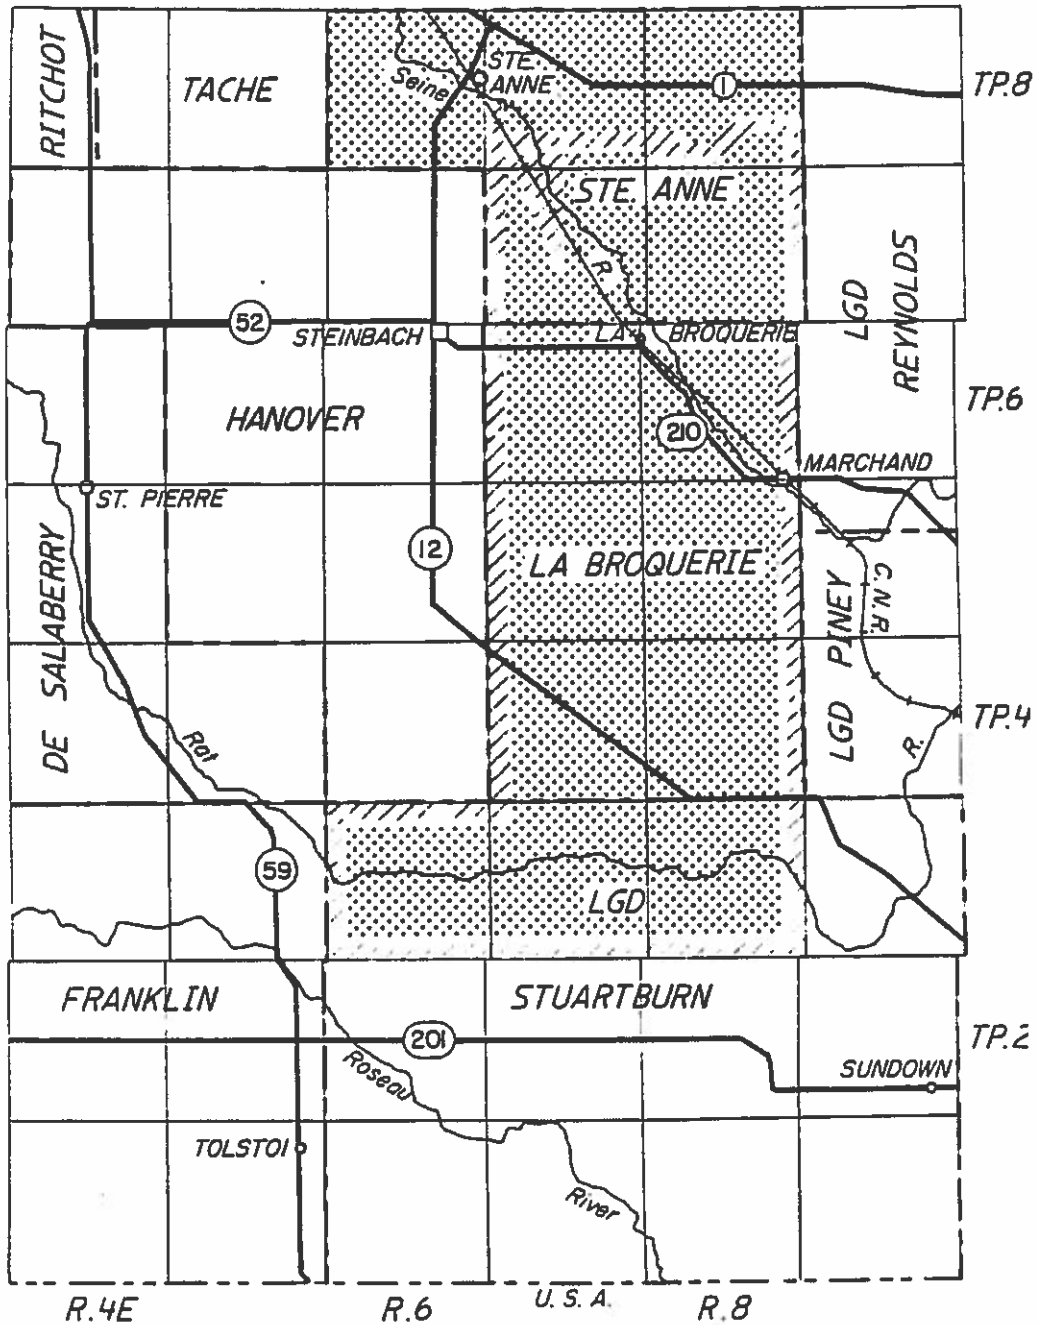 RITCHOT
TACHE
STE.
ANNE
Seine
1
TP.8
STE. ANNE
R.
LGD
REYNOLDS
52
STEINBACH
LA BROQUERIE
TP.6
HANOVER
210
MARCHAND
ST. PIERRE
12
LA BROQUERIE
DE SALABERRY
LGD PINEY
C.N.R.
Rat
R.
TP.4
59
LGD
FRANKLIN
STUARTBURN
201
TP.2
Roseau
SUNDOWN
TOLSTOI
River
R.4E
R.6
U.S.A.
R.8